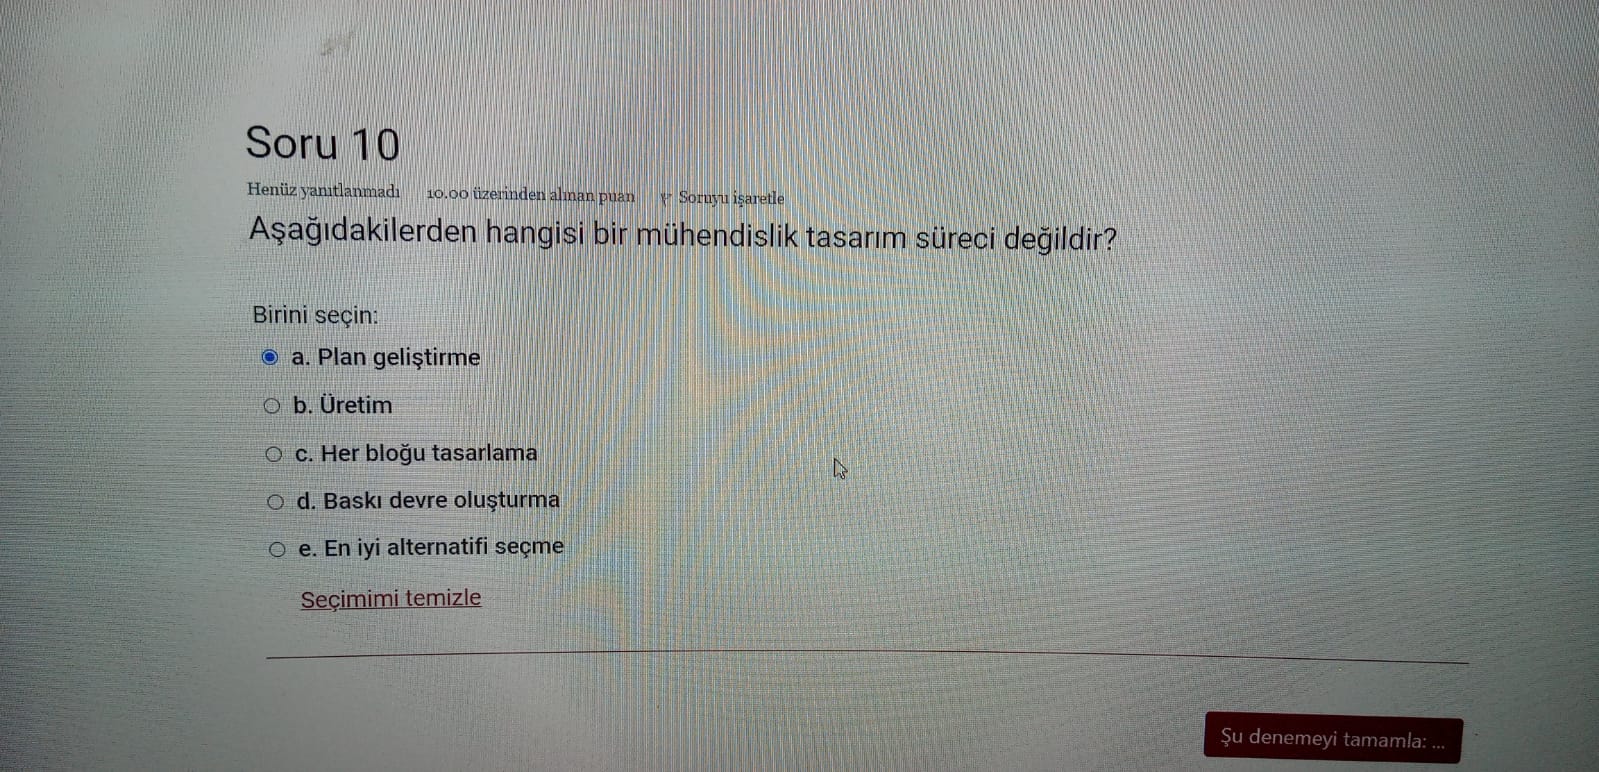 Soru 10
Henüz yanıtlanmadı 10.00 üzerinden alınan puan Soruyu işaretle
Aşağıdakilerden hangisi bir mühendislik tasarım süreci değildir?
Birini seçin:
a. Plan geliştirme
b. Üretim
c. Her bloğu tasarlama
d. Baskı devre oluşturma
e. En iyi alternatifi seçme
Seçimimi temizle
Şu denemeyi tamamla: ...